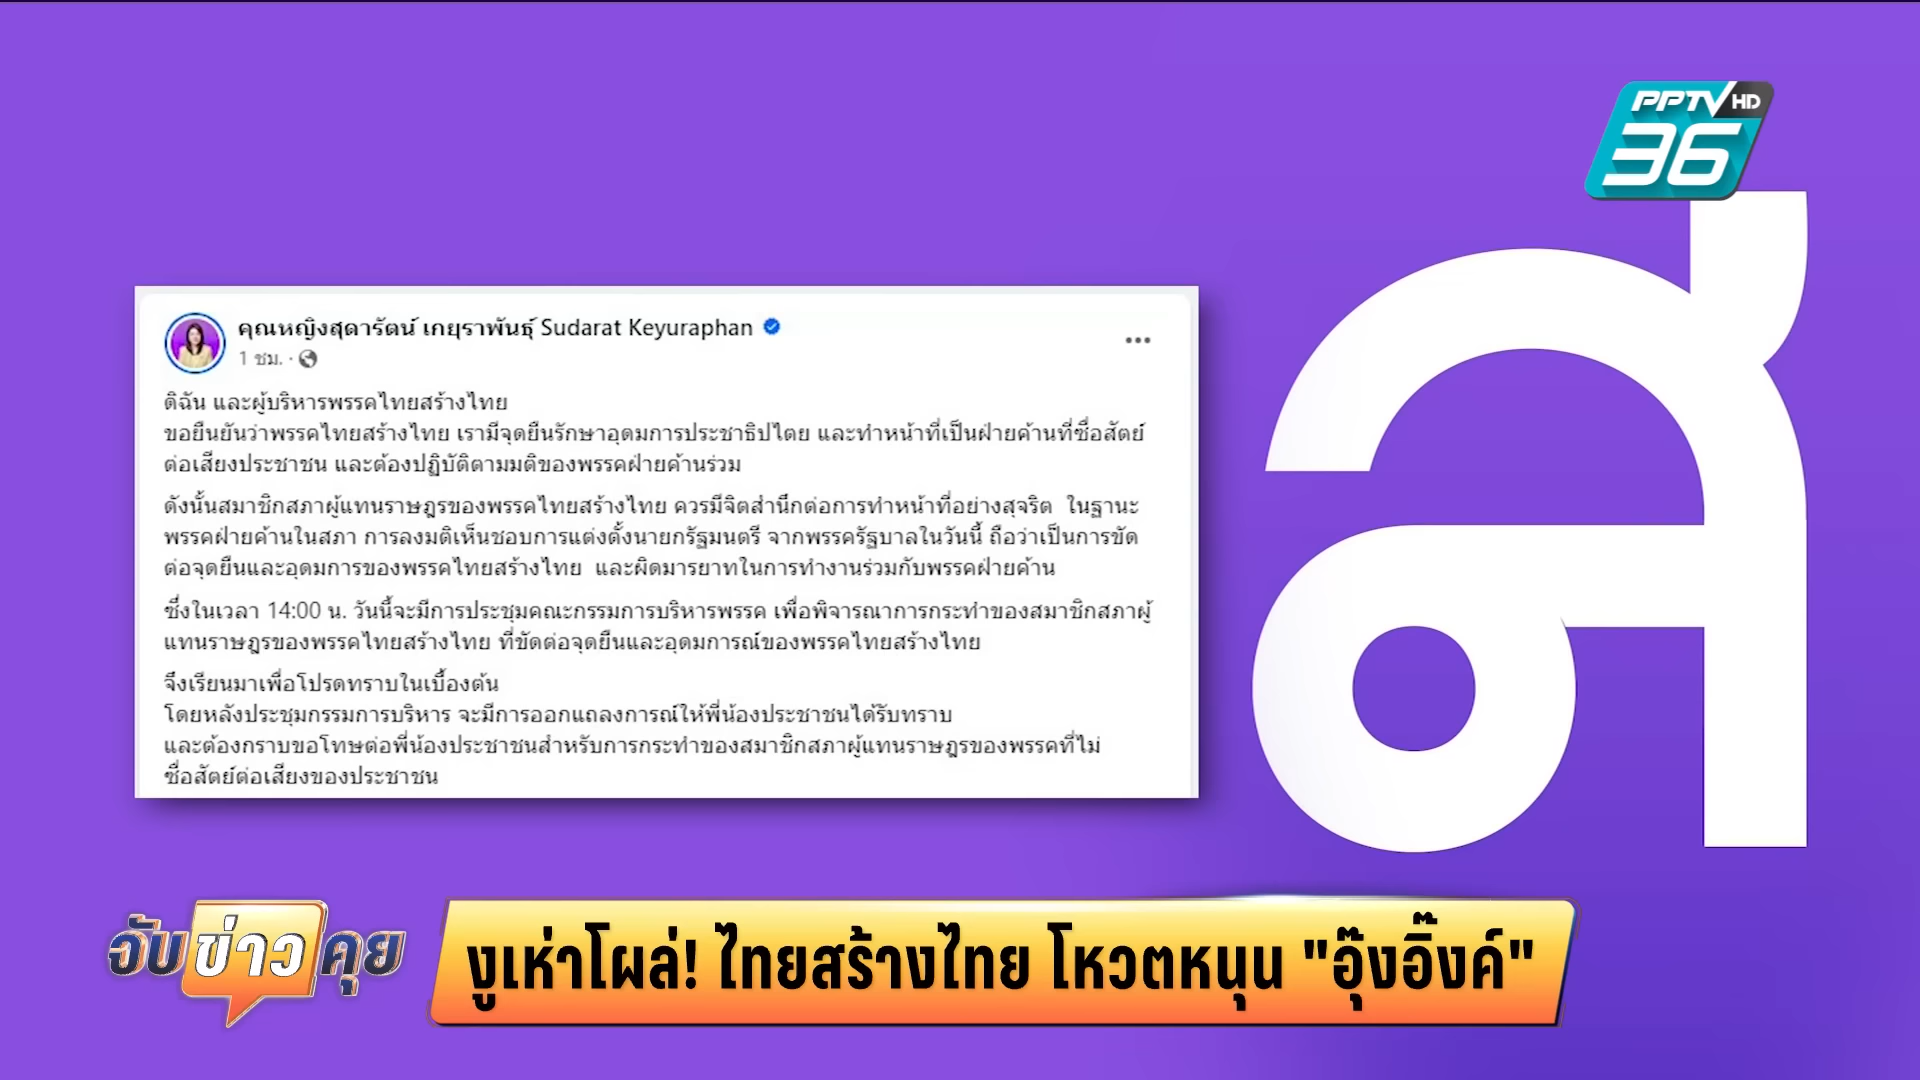 PPTV HD
36
ส
คุณหญิงสุดารัตน์ เกยุราพันธุ์ Sudarat Keyuraphan
1 ชม. ·
ดิฉัน และผู้บริหารพรรคไทยสร้างไทย
ขอยืนยันว่าพรรคไทยสร้างไทย เรามีจุดยืนรักษาอุดมการประชาธิปไตย และทำหน้าที่เป็นฝ่ายค้านที่ซื่อสัตย์
ต่อเสียงประชาชน และต้องปฏิบัติตามมติของพรรคฝ่ายค้านร่วม
ดังนั้นสมาชิกสภาผู้แทนราษฎรของพรรคไทยสร้างไทย ควรมีจิตสำนึกต่อการทำหน้าที่อย่างสุจริต ในฐานะ
พรรคฝ่ายค้านในสภา การลงมติเห็นชอบการแต่งตั้งนายกรัฐมนตรี จากพรรครัฐบาลในวันนี้ ถือว่าเป็นการขัด
ต่อจุดยืนและอุดมการของพรรคไทยสร้างไทย และผิดมารยาทในการทำงานร่วมกับพรรคฝ่ายค้าน
ซึ่งในเวลา 14:00 น. วันนี้จะมีการประชุมคณะกรรมการบริหารพรรค เพื่อพิจารณาการกระทำของสมาชิกสภาผู้
แทนราษฎรของพรรคไทยสร้างไทย ที่ขัดต่อจุดยืนและอุดมการณ์ของพรรคไทยสร้างไทย
จึงเรียนมาเพื่อโปรดทราบในเบื้องต้น
โดยหลังประชุมกรรมการบริหาร จะมีการออกแถลงการณ์ให้พี่น้องประชาชนได้รับทราบ
และต้องกราบขอโทษต่อพี่น้องประชาชนสำหรับการกระทำของสมาชิกสภาผู้แทนราษฎรของพรรคที่ไม่
ซื่อสัตย์ต่อเสียงของประชาชน
จับข่าวคุย
งูเห่าโผล่! ไทยสร้างไทย โหวตหนุน "อุ๊งอิ๊งค์"